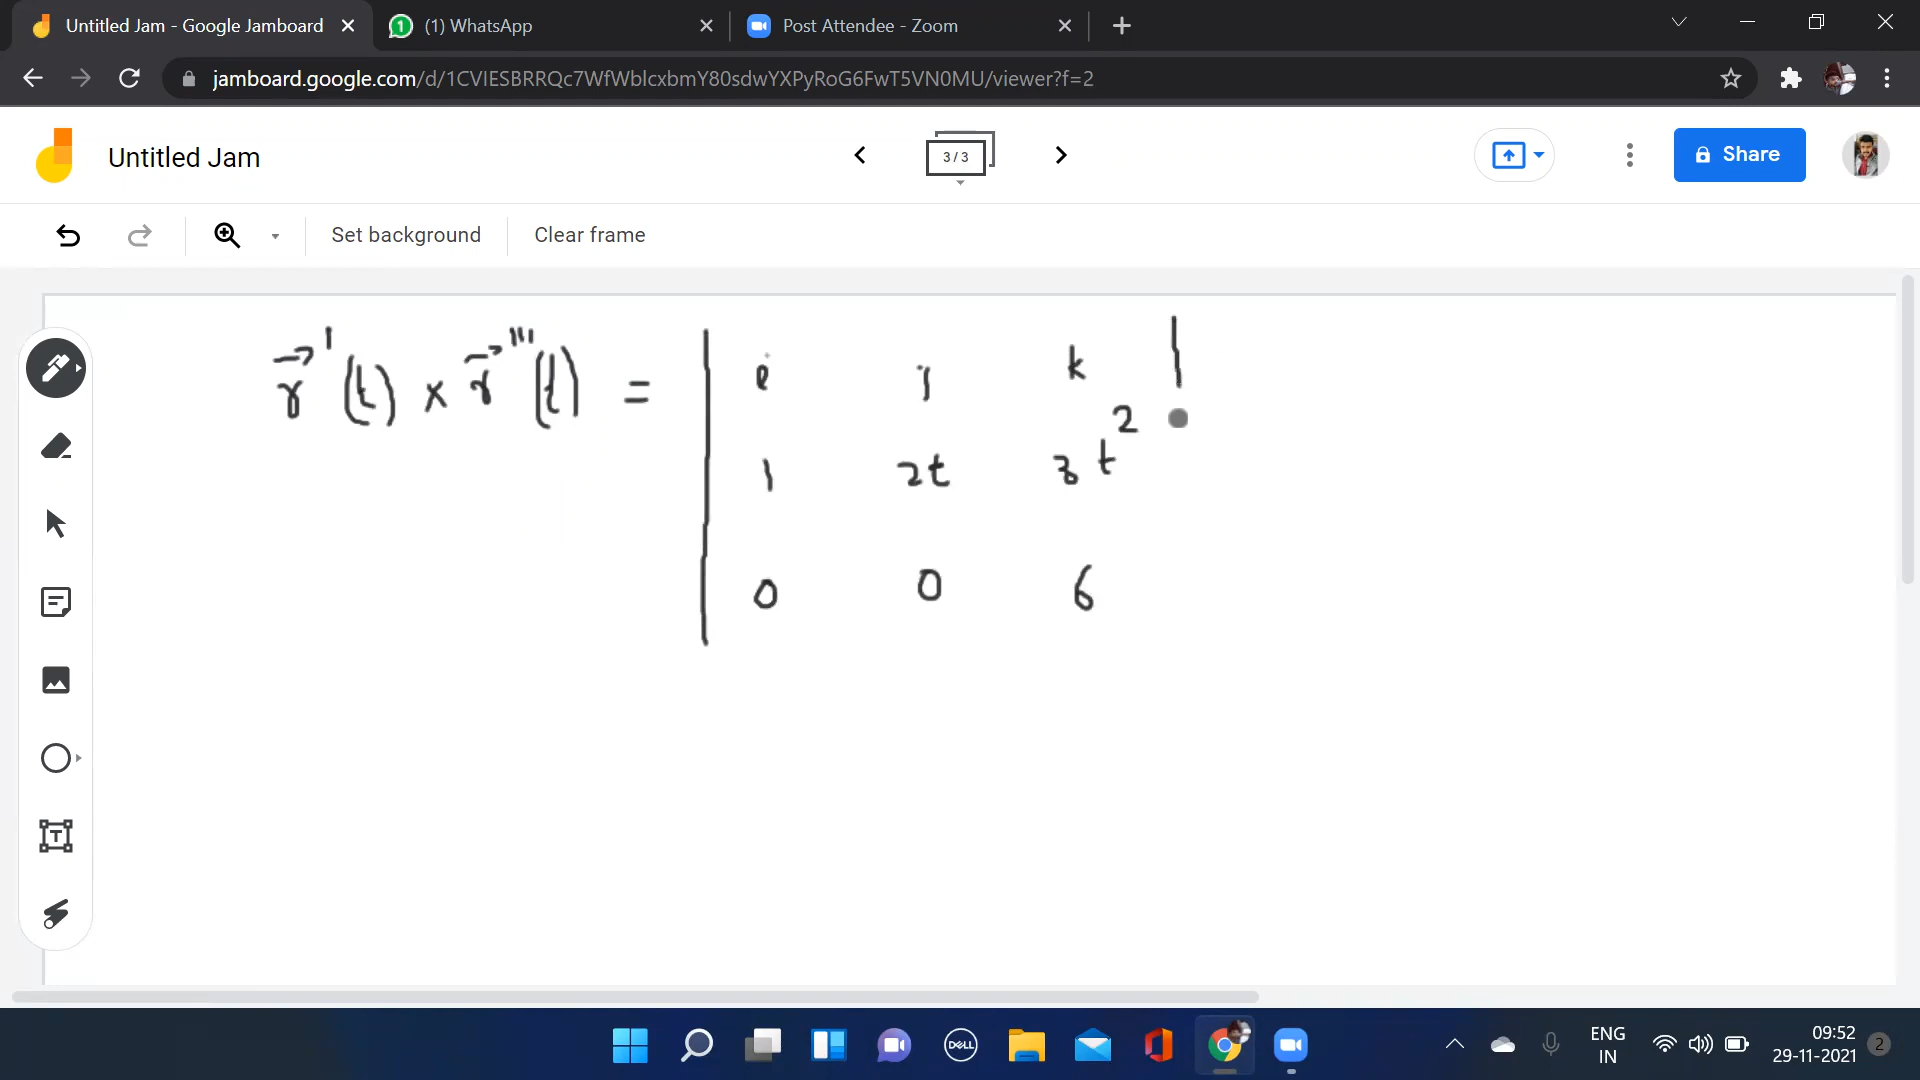 Untitled Jam - Google Jamboard
(1) WhatsApp
Post Attendee - Zoom
jamboard.google.com/d/1CVIESBRRQc7WfWblcxbmY80sdwYXPyRoG6FwT5VN0MU/viewer?f=2
Untitled Jam
3 / 3
Share
Set background
Clear frame
r⃗'(t) × r⃗'''(t) = | i j k |
1 2t 3t²
0 0 6
T
DELL
ENG
IN
09:52
29-11-2021
2